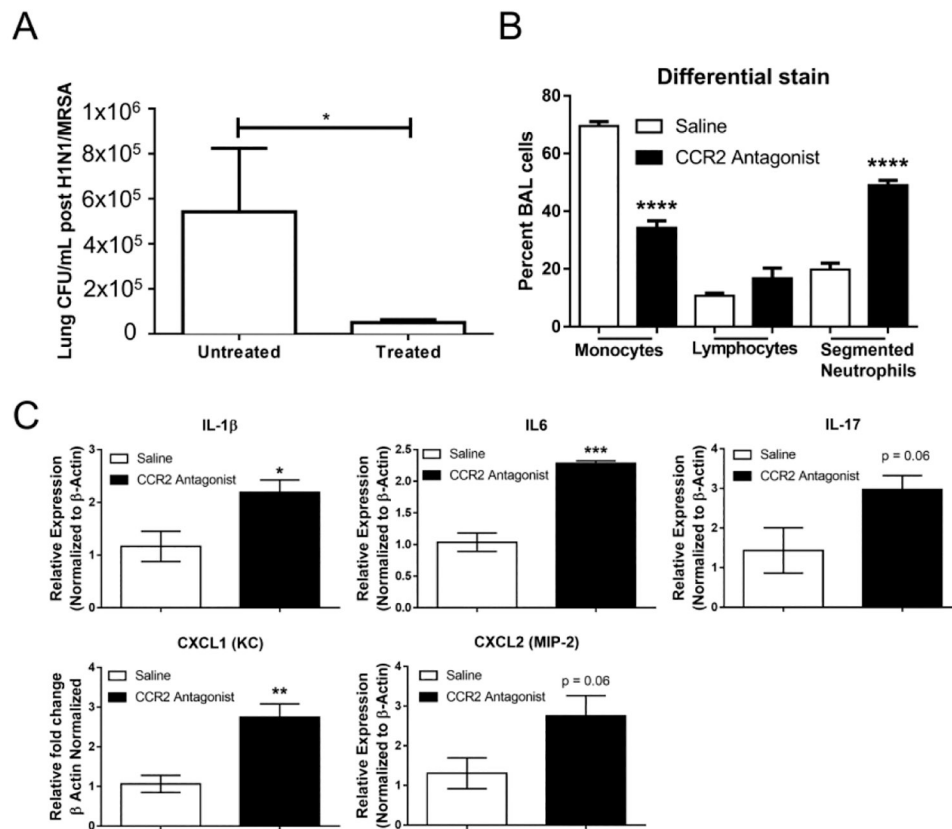 A
Lung CFU/mL post H1N1/MRSA
1x10⁶
8x10⁵
6x10⁵
4x10⁵
2x10⁵
0
*
Untreated
Treated
B
Differential stain
Percent BAL cells
80
60
40
20
0
Saline
CCR2 Antagonist
****
****
Monocytes
Lymphocytes
Segmented
Neutrophils
C
IL-1β
Relative Expression
(Normalized to β-Actin)
3
2
1
0
Saline
CCR2 Antagonist
*
IL6
Relative Expression
(Normalized to β-Actin)
2.5
2.0
1.5
1.0
0.5
0.0
Saline
CCR2 Antagonist
***
IL-17
Relative Expression
(Normalized to β-Actin)
4
3
2
1
0
Saline
CCR2 Antagonist
p = 0.06
CXCL1 (KC)
Relative fold change
β Actin Normalized
4
3
2
1
0
Saline
CCR2 Antagonist
**
CXCL2 (MIP-2)
Relative Expression
(Normalized to β-Actin)
4
3
2
1
0
Saline
CCR2 Antagonist
p = 0.06